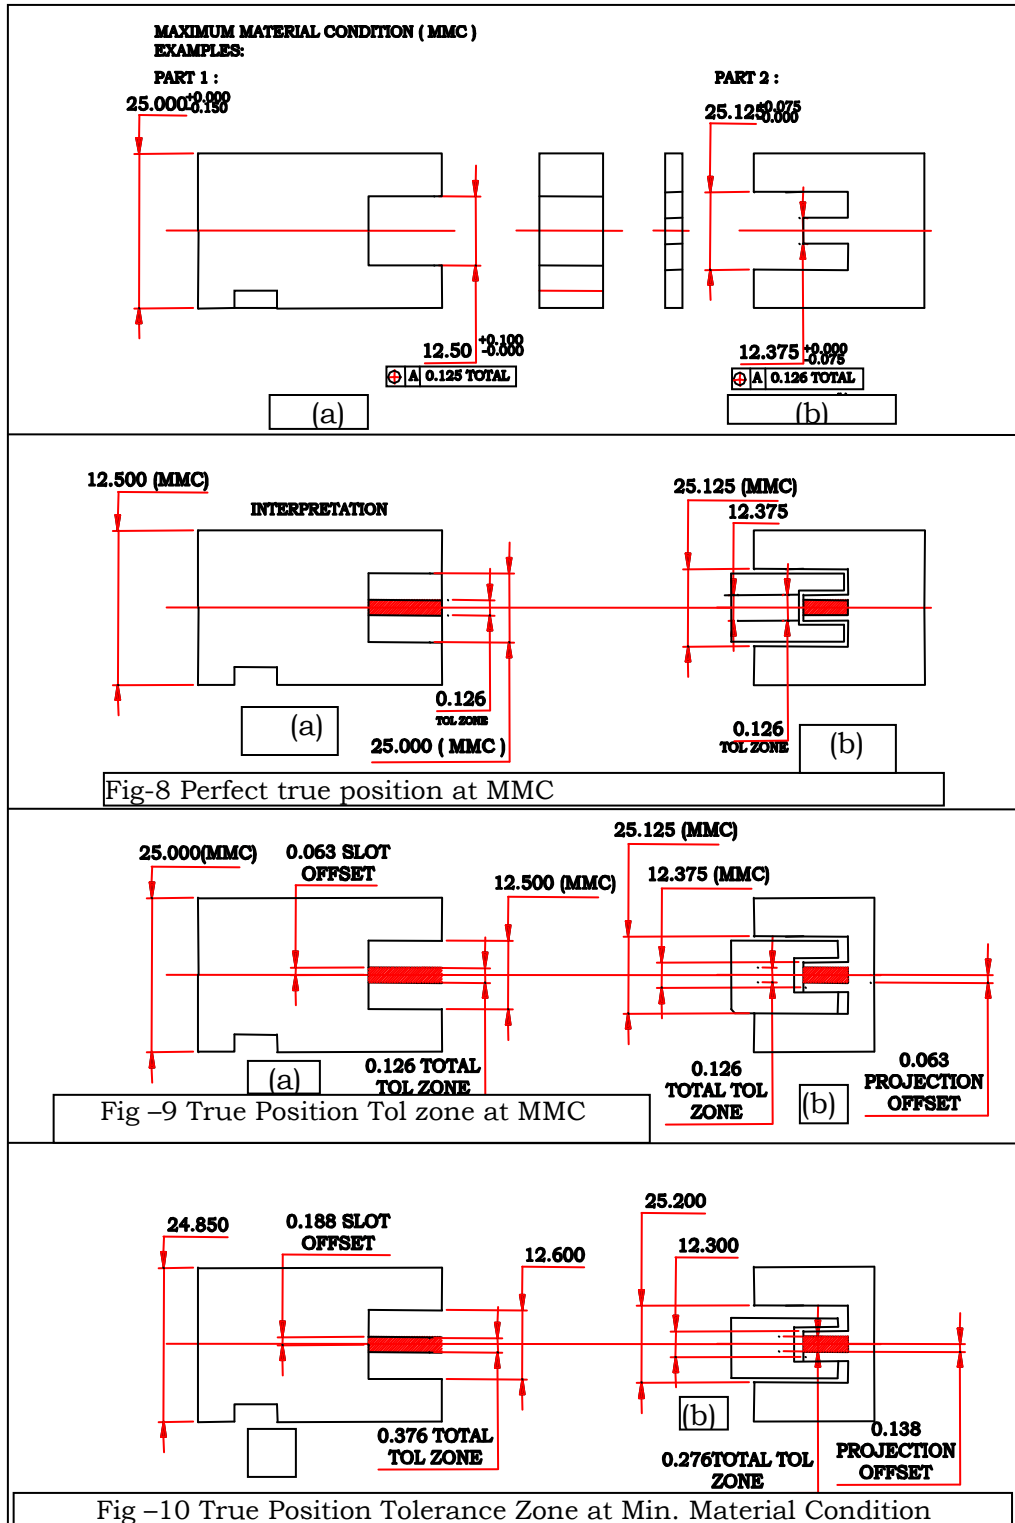 MAXIMUM MATERIAL CONDITION ( MMC )
EXAMPLES:
PART 1 :
PART 2 :
25.000 +0.000 -0.150
25.125 +0.075 -0.000
12.50 +0.100 -0.000
A 0.125 TOTAL
12.375 +0.000 -0.075
A 0.126 TOTAL
(a)
(b)
12.500 (MMC)
INTERPRETATION
25.125 (MMC)
12.375
0.126
TOL ZONE
25.000 ( MMC )
0.126
TOL ZONE
(a)
(b)
Fig-8 Perfect true position at MMC
25.000(MMC)
0.063 SLOT
OFFSET
12.500 (MMC)
25.125 (MMC)
12.375 (MMC)
0.126 TOTAL
TOL ZONE
0.126
TOTAL TOL
ZONE
0.063
PROJECTION
OFFSET
(a)
(b)
Fig –9 True Position Tol zone at MMC
24.850
0.188 SLOT
OFFSET
12.600
25.200
12.300
0.376 TOTAL
TOL ZONE
(b)
0.276TOTAL TOL
ZONE
0.138
PROJECTION
OFFSET
Fig –10 True Position Tolerance Zone at Min. Material Condition